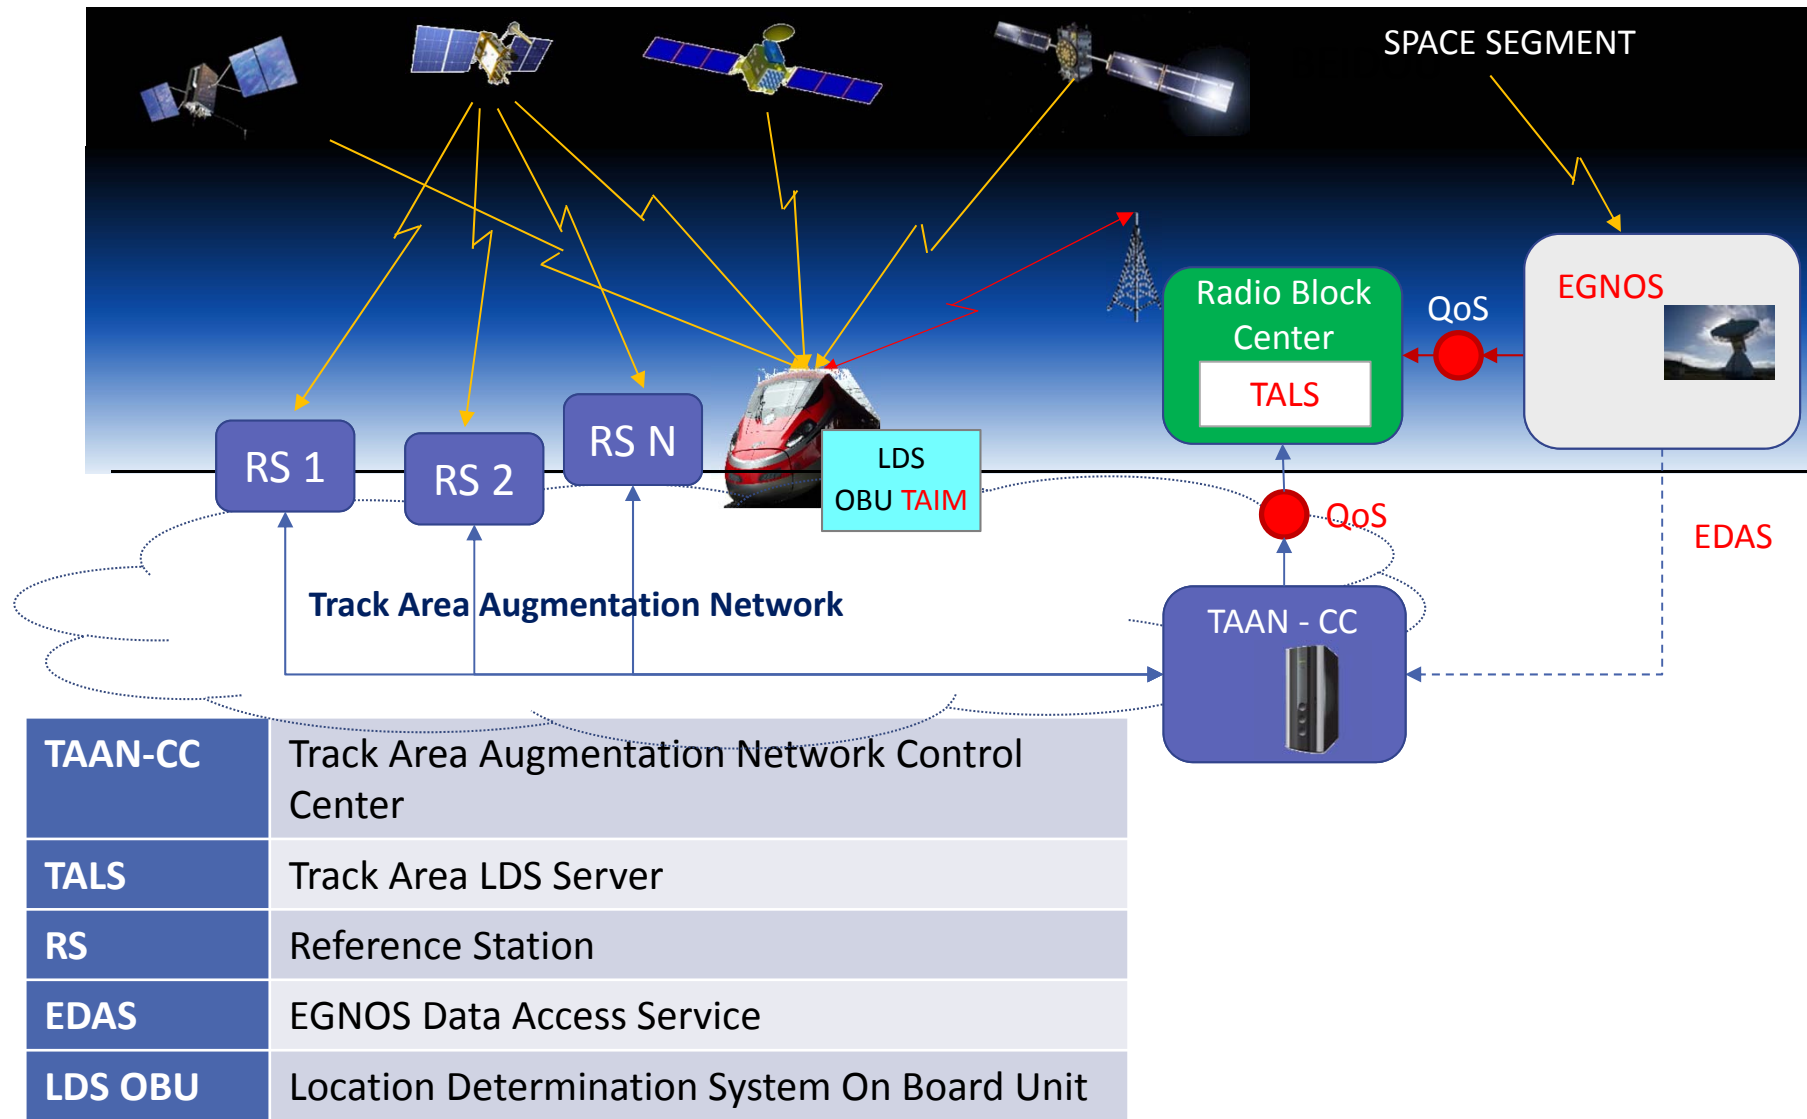 SPACE SEGMENT
EGNOS
QoS
Radio Block
Center
TALS
RS 1
RS 2
RS N
LDS
OBU TAIM
QoS
EDAS
Track Area Augmentation Network
TAAN - CC
TAAN-CC Track Area Augmentation Network Control
Center
TALS Track Area LDS Server
RS Reference Station
EDAS EGNOS Data Access Service
LDS OBU Location Determination System On Board Unit